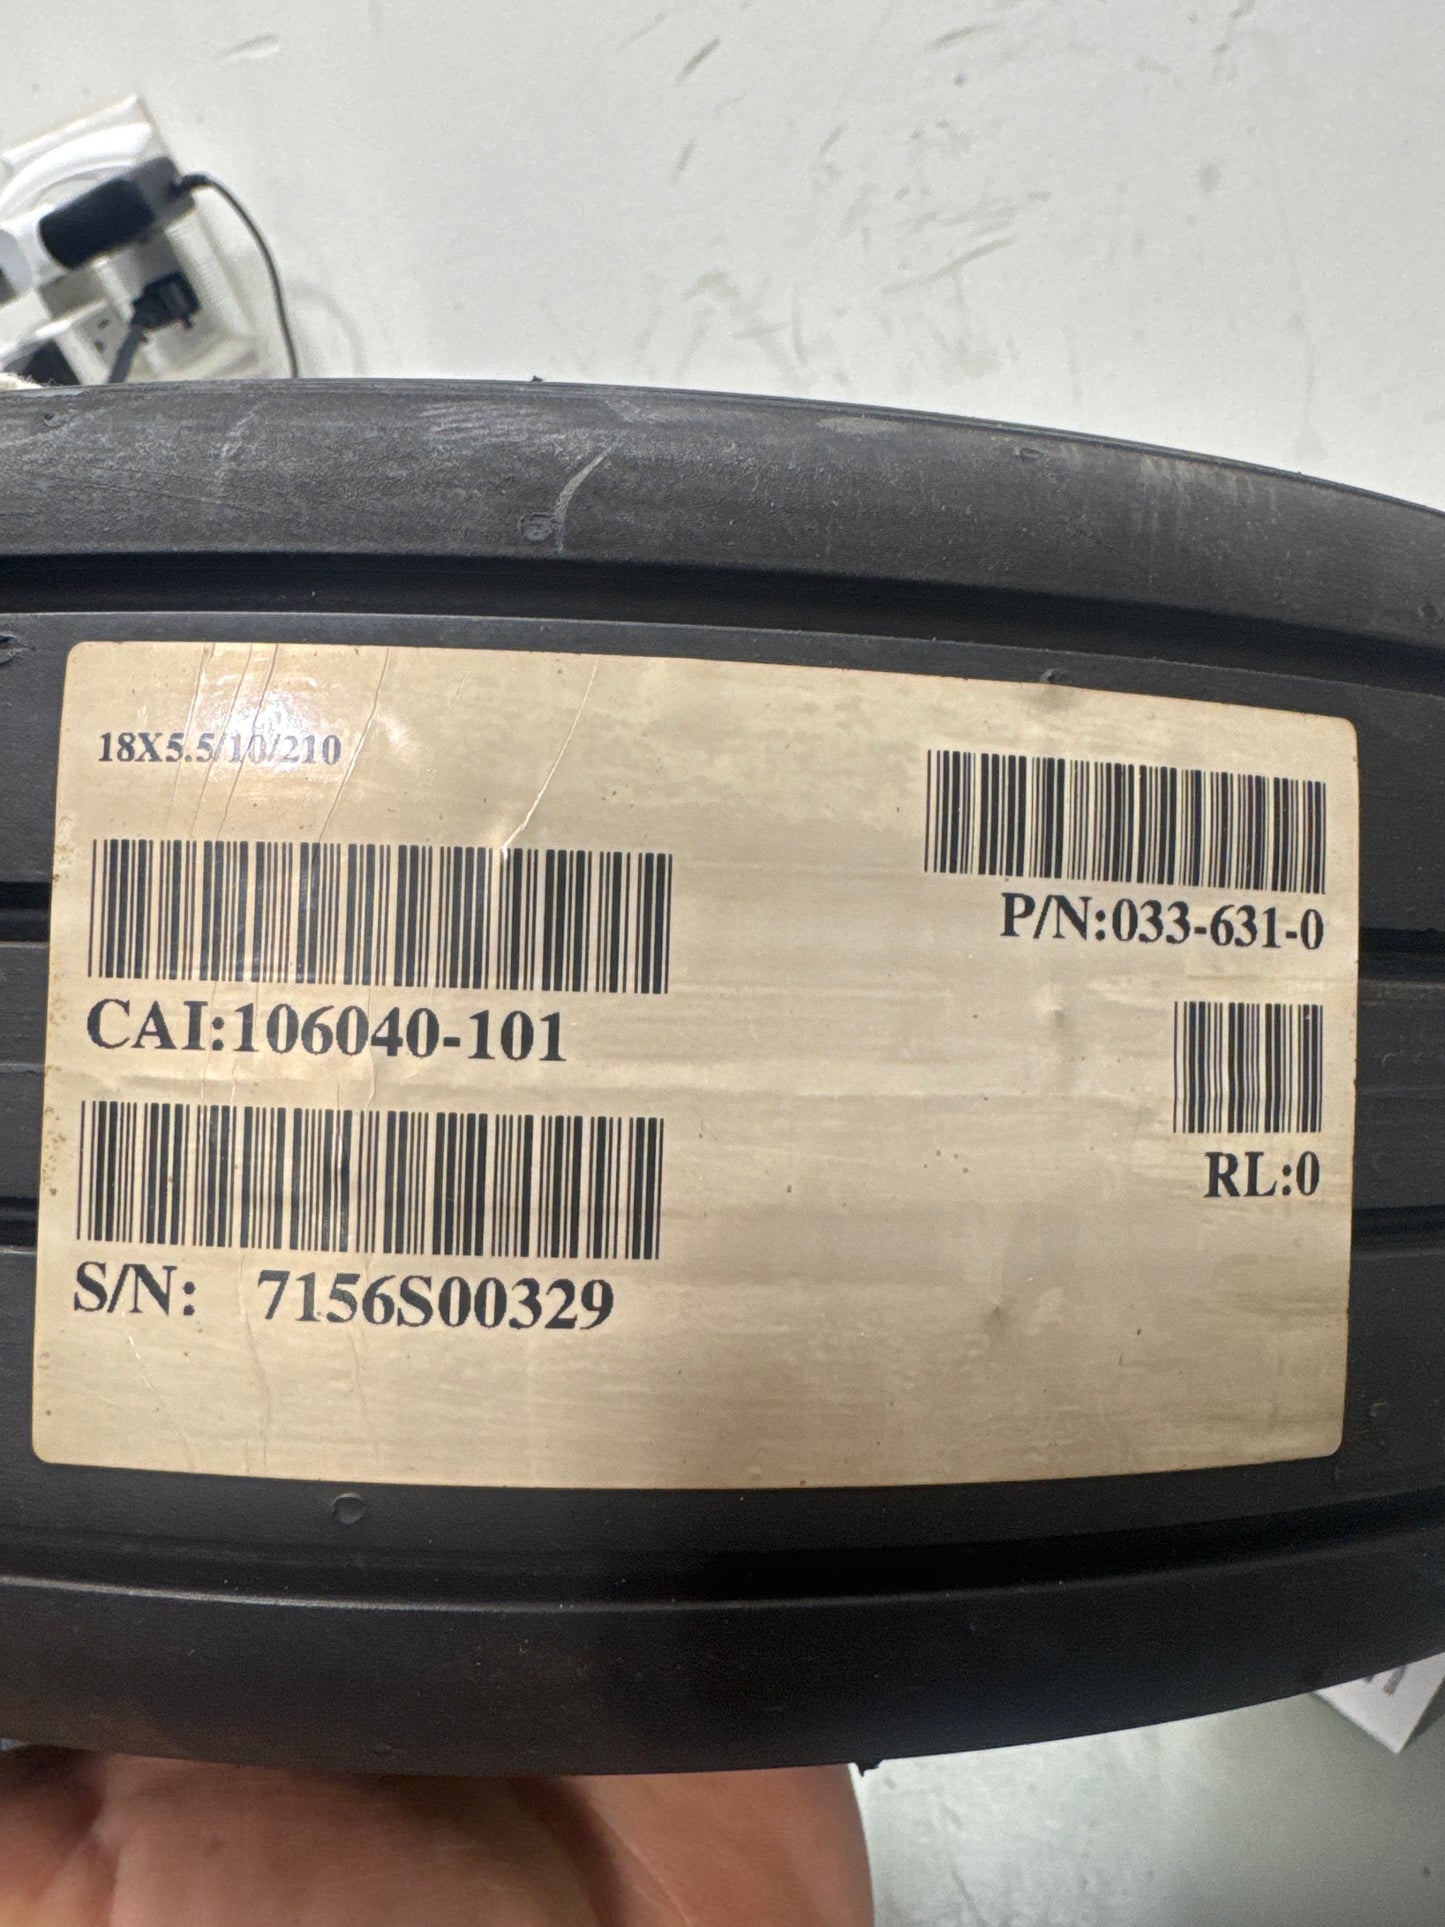 18X5.5/10/210
P/N:033-631-0
CAI:106040-101
RL:0
S/N: 7156S00329